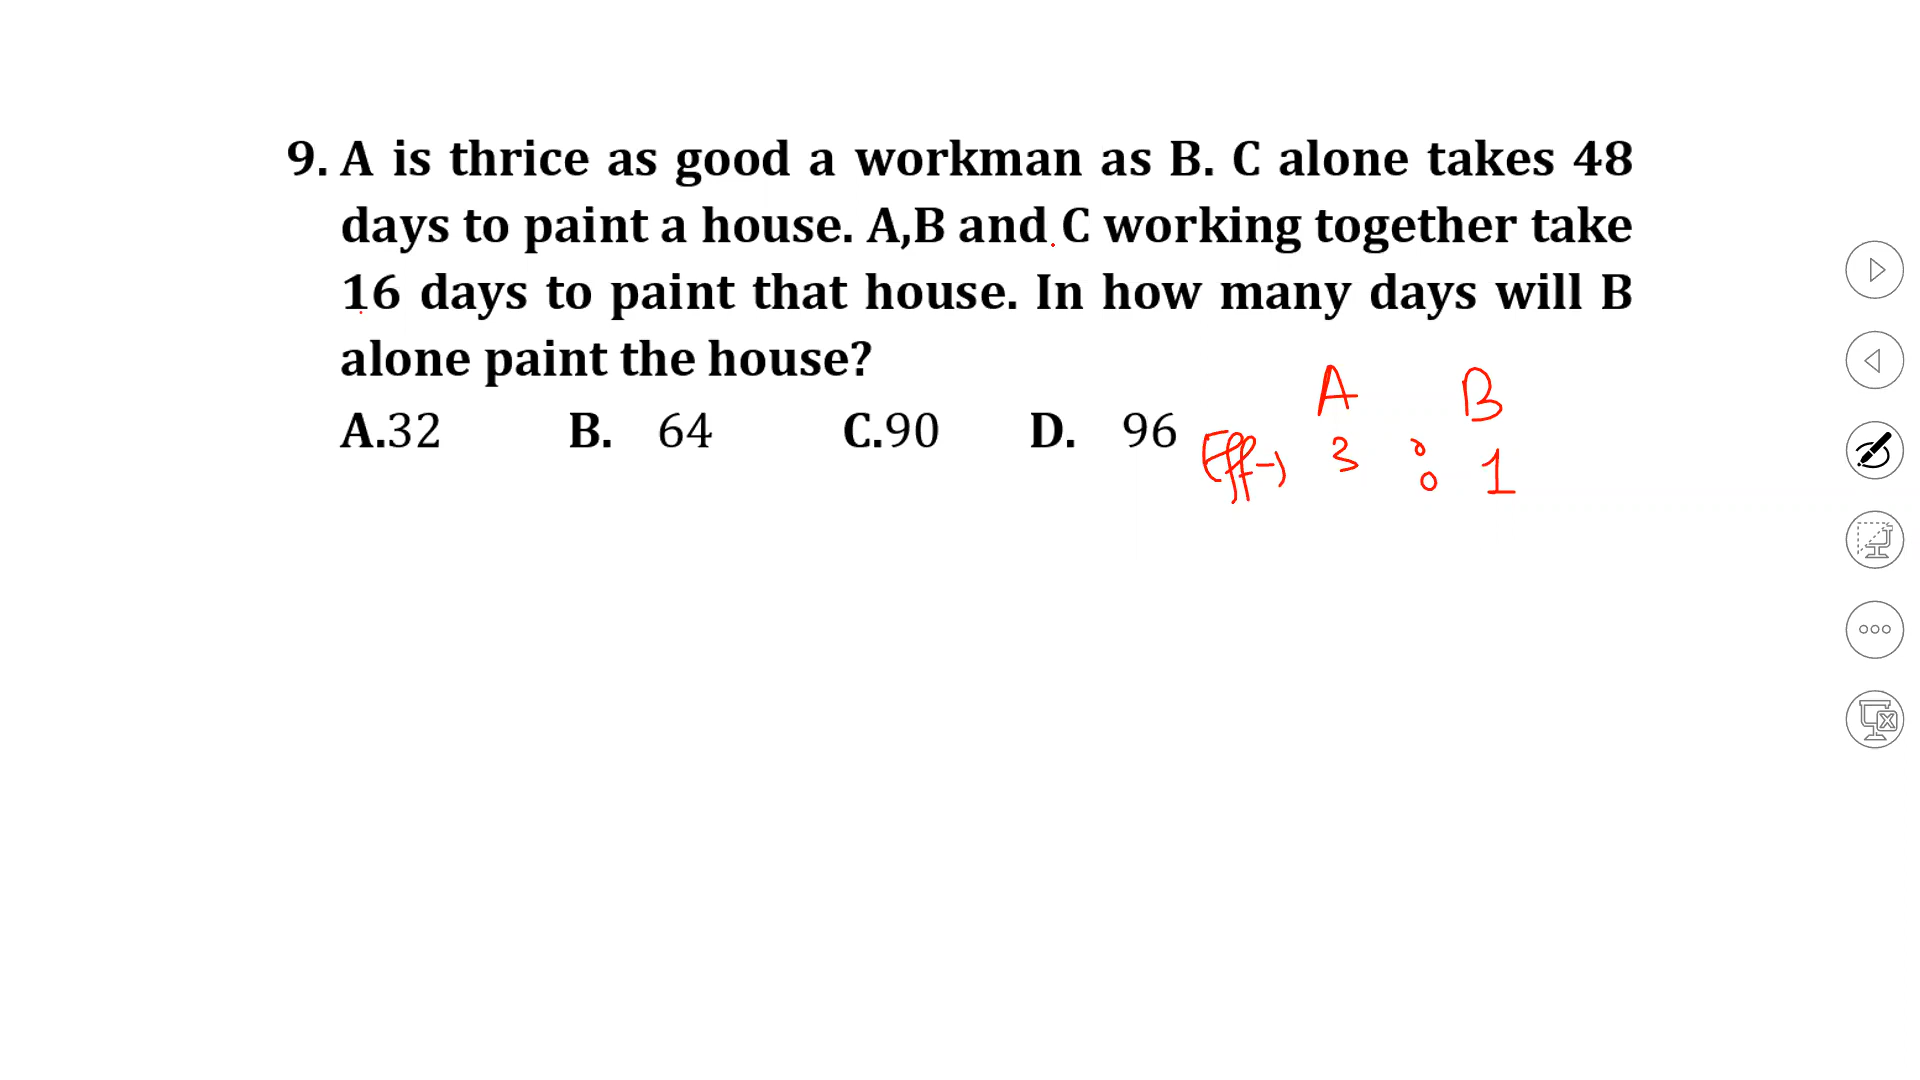 9. A is thrice as good a workman as B. C alone takes 48
days to paint a house. A,B and C working together take
16 days to paint that house. In how many days will B
alone paint the house?
A.32 B. 64 C.90 D. 96
A B
Eff-) 3 : 1